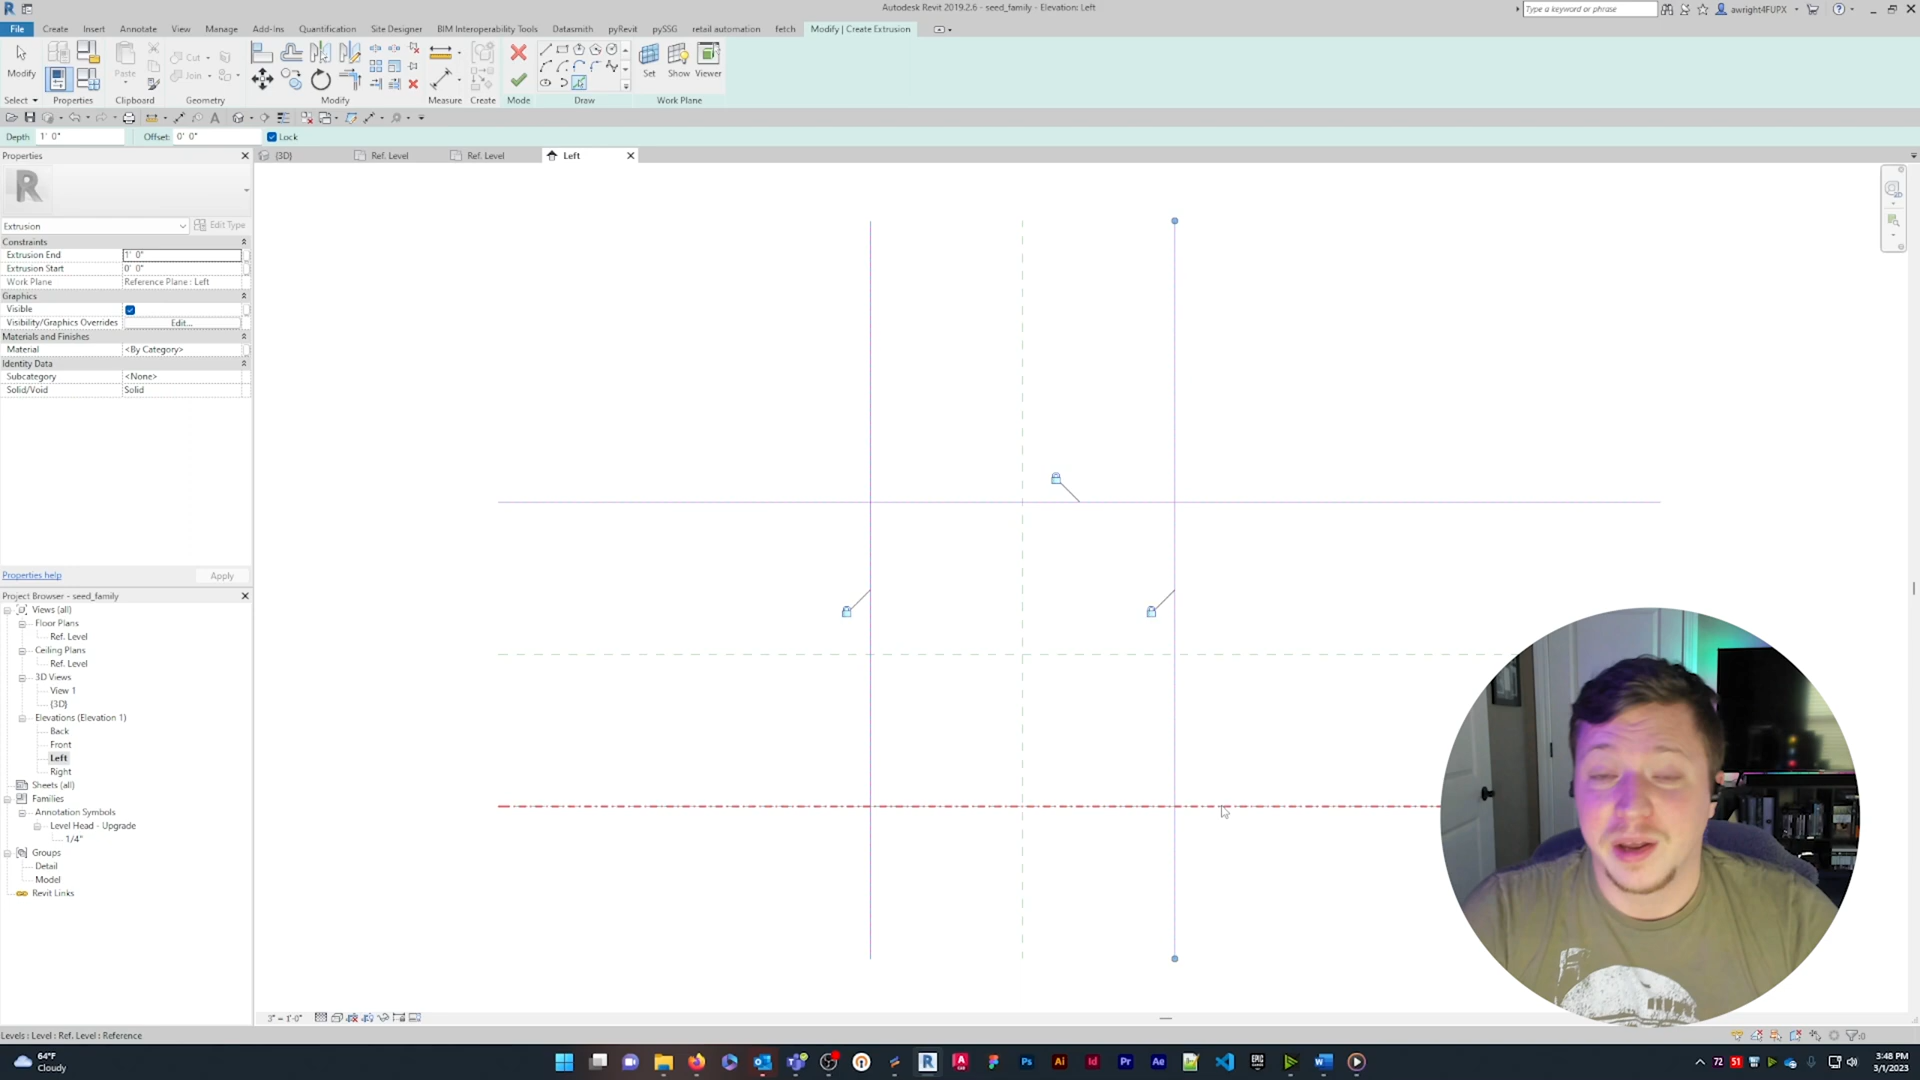 Autodesk Revit 2019.2.6 - seed_family - Elevation: Left
Type a keyword or phrase
awright4FUPX
File Create Insert Annotate View Manage Add-Ins Quantification Site Designer BIM Interoperability Tools Datasmith pyRevit pySSG retail automation fetch Modify | Create Extrusion
Modify
Paste
Cut
Join
Set Show Viewer
Select Properties Clipboard Geometry Modify Measure Create Mode Draw Work Plane
Depth 1' 0" Offset: 0' 0" Lock
Properties
{3D} Ref. Level Ref. Level Left
Extrusion Edit Type
Constraints
Extrusion End 1' 0"
Extrusion Start 0' 0"
Work Plane Reference Plane : Left
Graphics
Visible
Visibility/Graphics Overrides Edit...
Materials and Finishes
Material <By Category>
Identity Data
Subcategory <None>
Solid/Void Solid
Properties help Apply
Project Browser - seed_family
Views (all)
Floor Plans
Ref. Level
Ceiling Plans
Ref. Level
3D Views
View 1
{3D}
Elevations (Elevation 1)
Back
Front
Left
Right
Sheets (all)
Families
Annotation Symbols
Level Head - Upgrade
1/4"
Groups
Detail
Model
Revit Links
3" = 1'-0"
Levels : Level : Ref. Level : Reference
:0
64°F
Cloudy
Ps Ai Id Pr Ae
72 51
3:48 PM
3/1/2023